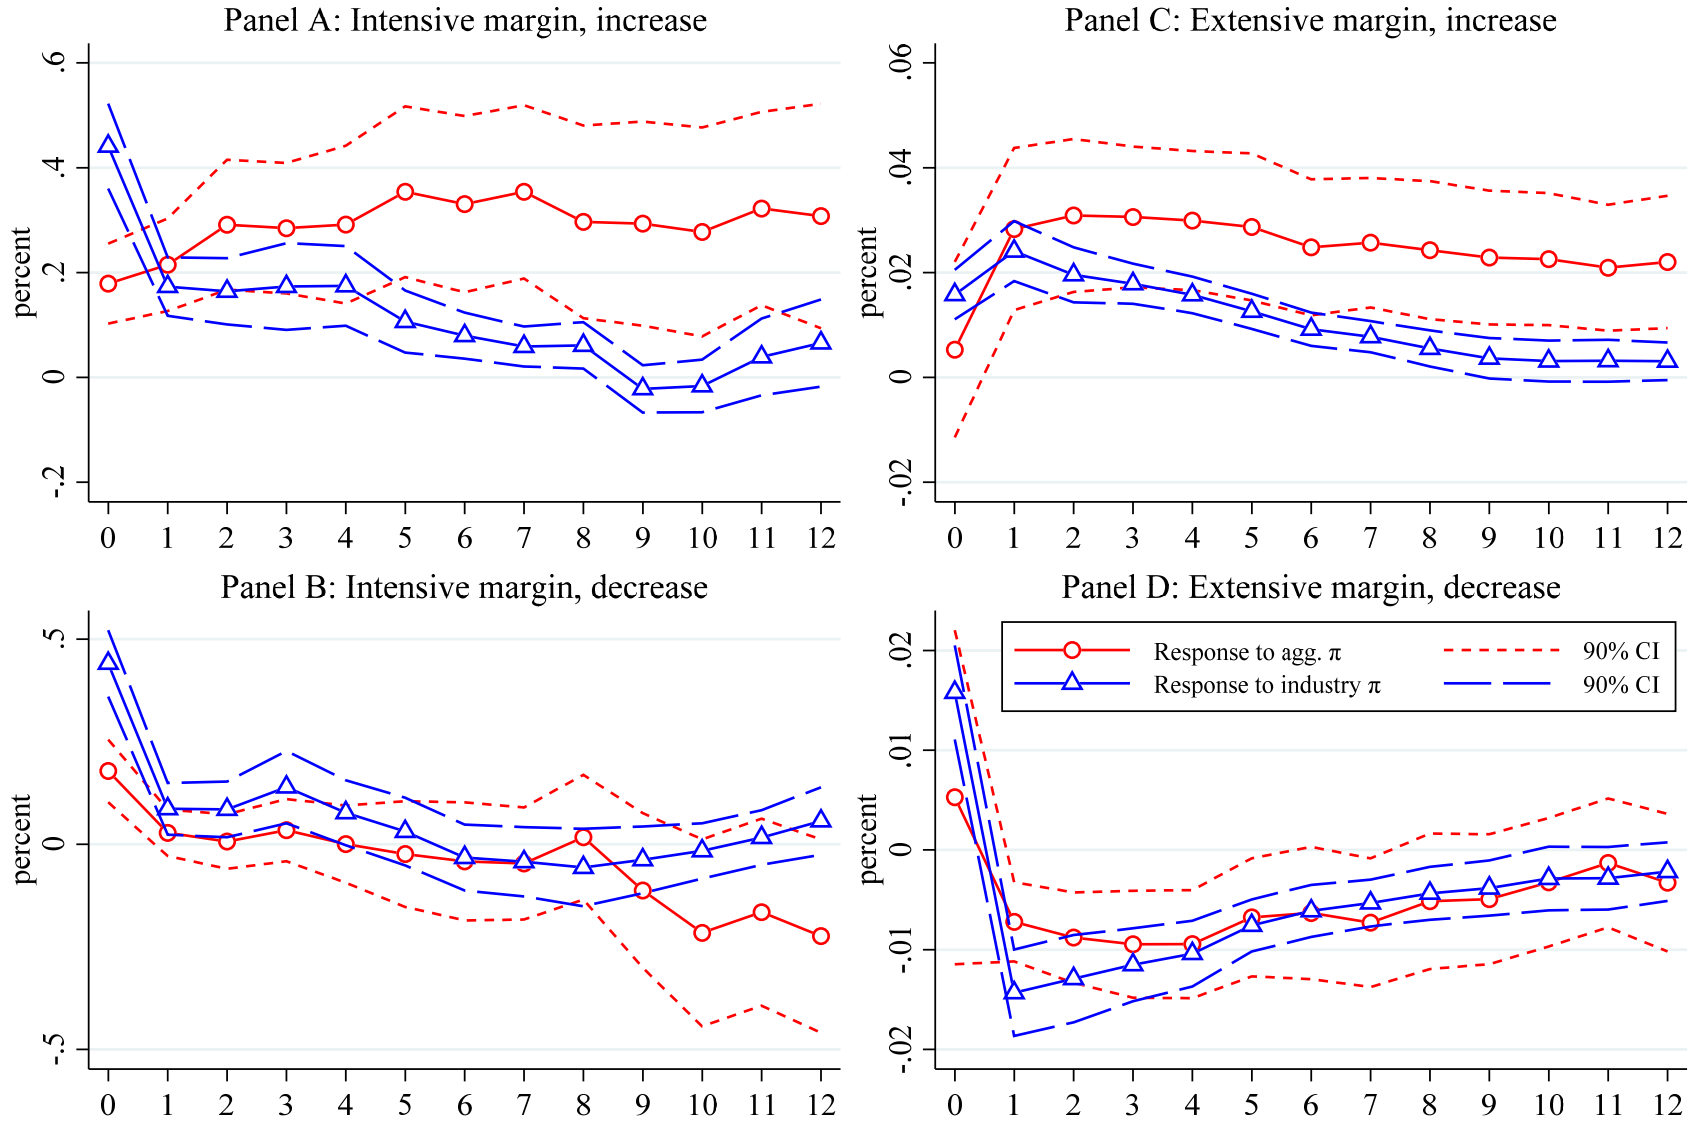 Panel A: Intensive margin, increase
percent
.6
.4
.2
0
-.2
0 1 2 3 4 5 6 7 8 9 10 11 12
Panel C: Extensive margin, increase
percent
.06
.04
.02
0
-.02
0 1 2 3 4 5 6 7 8 9 10 11 12
Panel B: Intensive margin, decrease
percent
.5
0
-.5
0 1 2 3 4 5 6 7 8 9 10 11 12
Panel D: Extensive margin, decrease
percent
.02
.01
0
-.01
-.02
Response to agg. π 90% CI
Response to industry π 90% CI
0 1 2 3 4 5 6 7 8 9 10 11 12